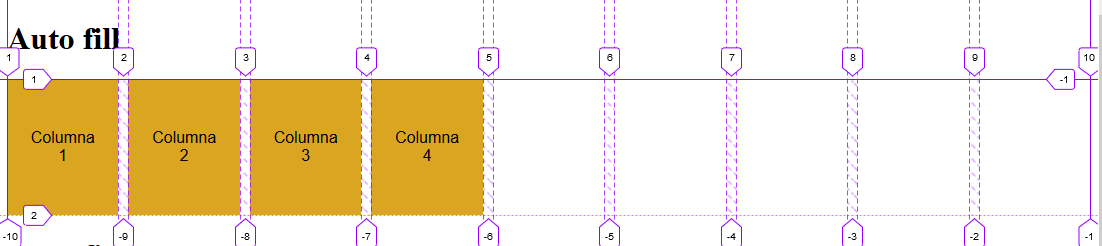 Auto fill
1 2 3 4 5 6 7 8 9 10
1 -1
Columna Columna Columna Columna
1 2 3 4
2
-10 -9 -8 -7 -6 -5 -4 -3 -2 -1